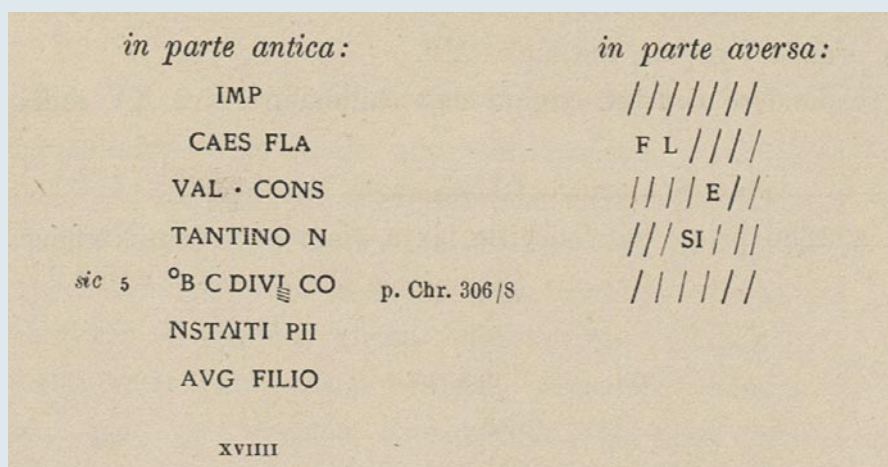 in parte antica:
IMP
CAES FLA
VAL · CONS
TANTINO N
sic 5 OB C DIVI CO p. Chr. 306/8
NSTAITI PII
AVG FILIO
XVIIII
in parte aversa:
///////
F L ////
//// E //
/// SI / //
//////